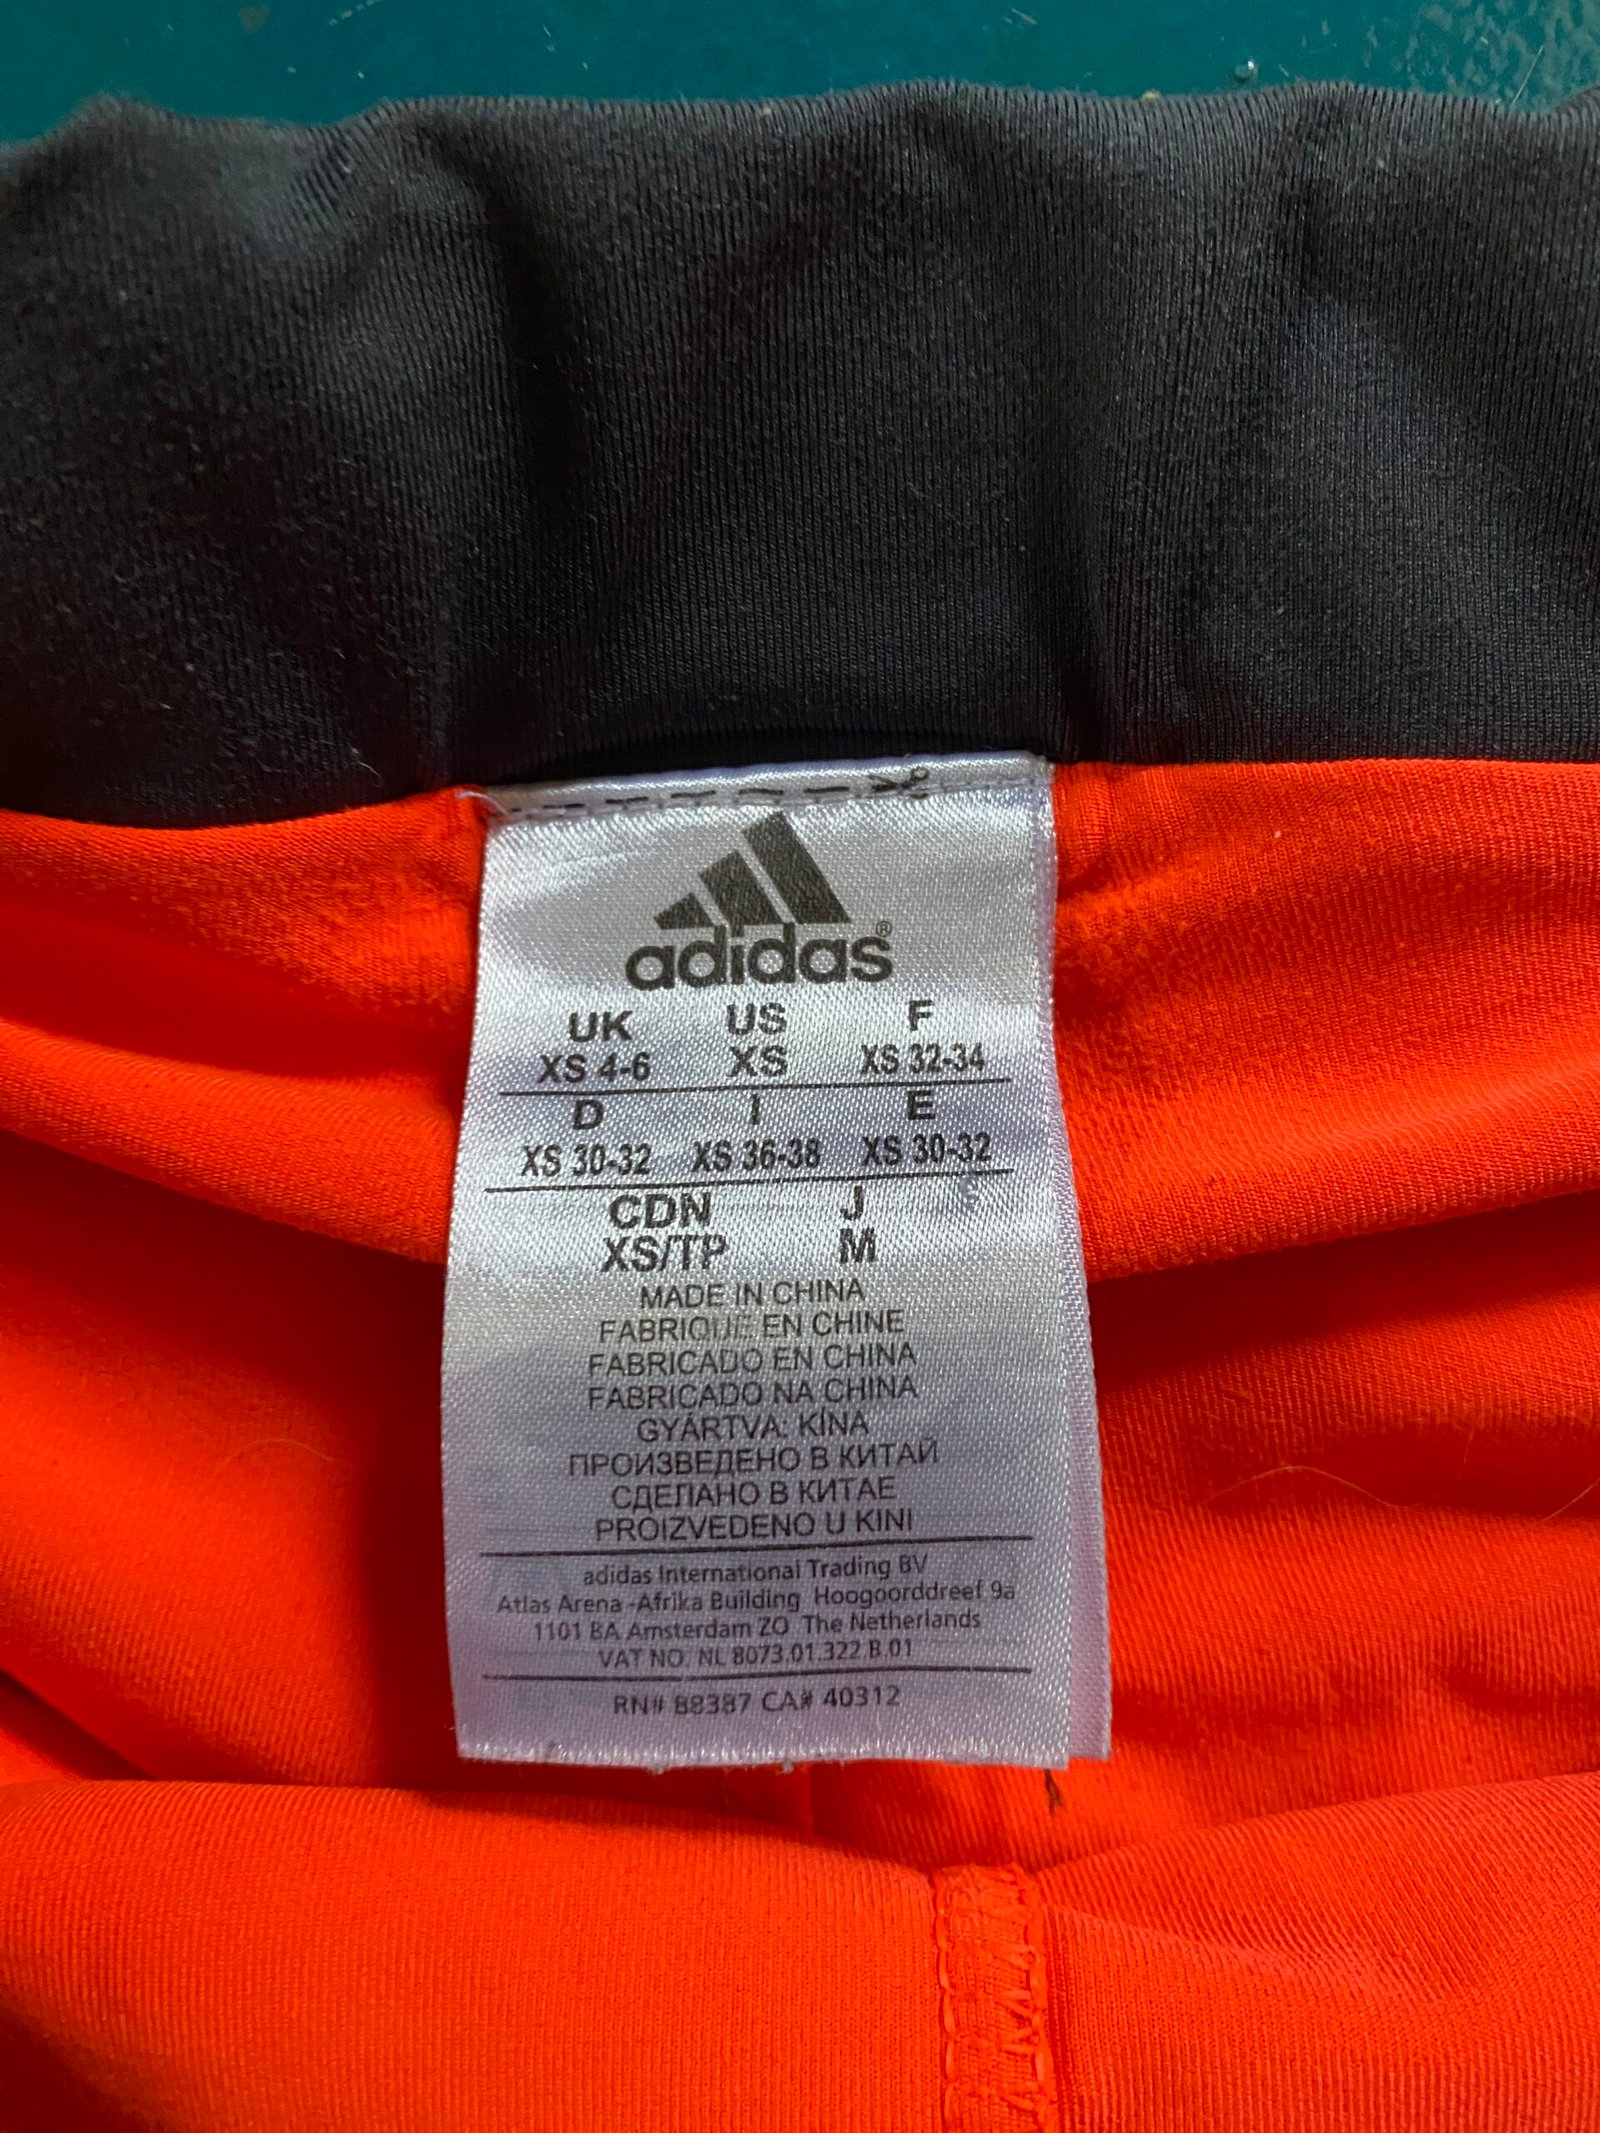 adidas®
UK US F
XS 4-6 XS XS 32-34
D I E
XS 30-32 XS 36-38 XS 30-32
CDN J
XS/TP M
MADE IN CHINA
FABRIQUE EN CHINE
FABRICADO EN CHINA
FABRICADO NA CHINA
GYÁRTVA: KÍNA
ПРОИЗВЕДЕНО В КИТАЙ
СДЕЛАНО В КИТАЕ
PROIZVEDENO U KINI
adidas International Trading BV
Atlas Arena -Afrika Building Hoogoorddreef 9a
1101 BA Amsterdam ZO The Netherlands
VAT NO. NL 8073.01.322.B.01
RN# 88387 CA# 40312